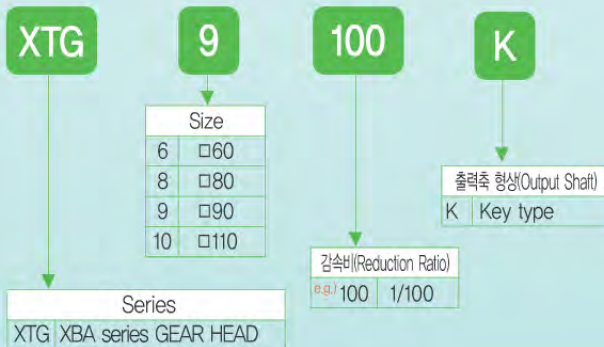 XTG 9 100 K
Size
6 □60
8 □80
9 □90
10 □110
출력축 형상(Output Shaft)
K Key type
감속비(Reduction Ratio)
e.g.) 100 1/100
Series
XTG XBA series GEAR HEAD